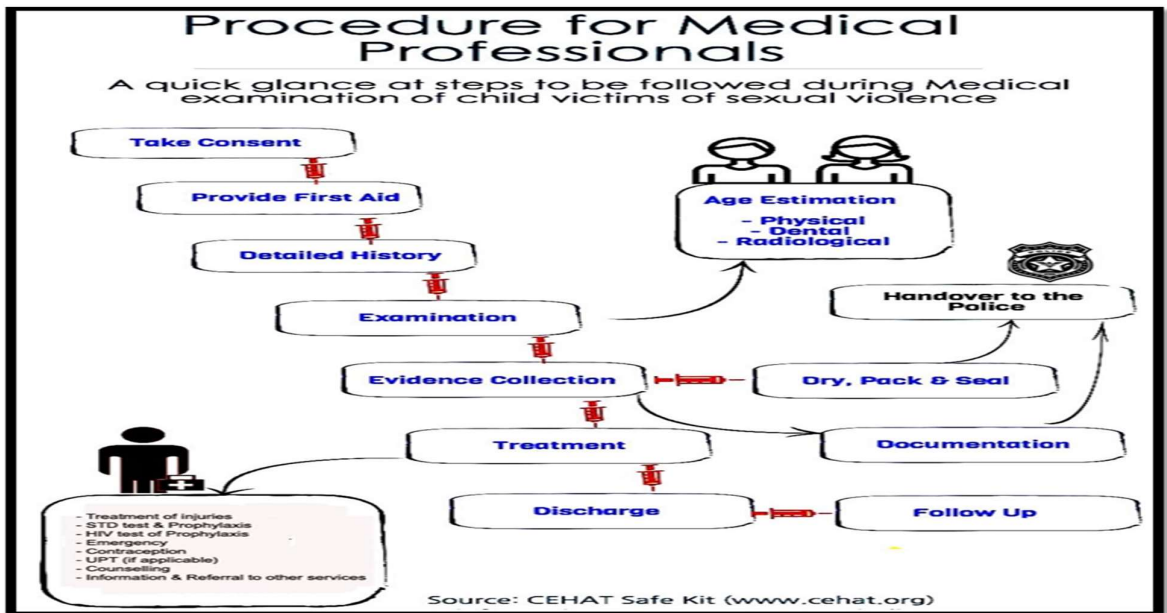 Procedure for Medical
Professionals
A quick glance at steps to be followed during Medical
examination of child victims of sexual violence
Take Consent
Provide First Aid
Detailed History
Examination
Age Estimation
- Physical
- Dental
- Radiological
Handover to the
Police
Evidence Collection
Dry, Pack & Seal
Treatment
Documentation
Discharge
Follow Up
- Treatment of injuries
- STD test & Prophylaxis
- HIV test of Prophylaxis
- Emergency
- Contraception
- UPT (if applicable)
- Counselling
- Information & Referral to other services
Source: CEHAT Safe Kit (www.cehat.org)